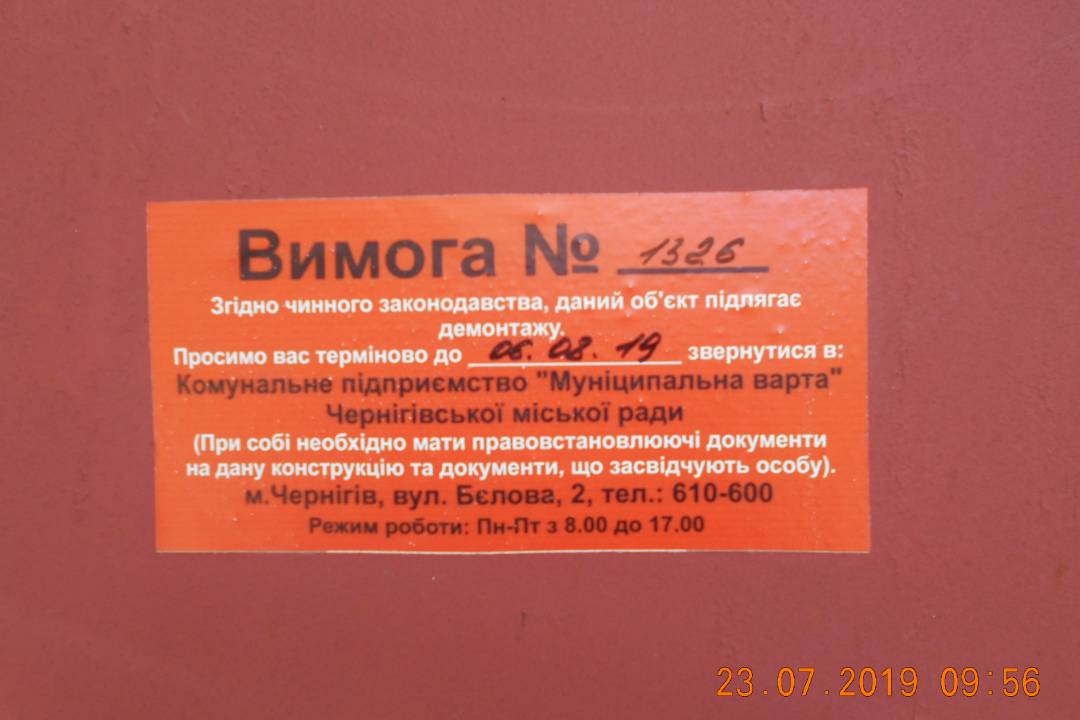 Вимога № 1326
Згідно чинного законодавства, даний об'єкт підлягає
демонтажу.
Просимо вас терміново до 06.08.19 звернутися в:
Комунальне підприємство "Муніципальна варта"
Чернігівської міської ради
(При собі необхідно мати правовстановлюючі документи
на дану конструкцію та документи, що засвідчують особу).
м.Чернігів, вул. Бєлова, 2, тел.: 610-600
Режим роботи: Пн-Пт з 8.00 до 17.00
23.07.2019 09:56